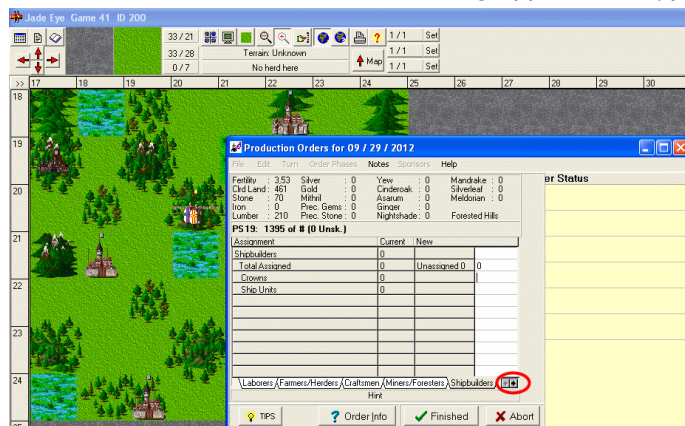 Jade Eye Game 41 ID 200
33 / 21
33 / 28
0 / 7
Terrain: Unknown
No herd here
Map
1 / 1 Set
1 / 1 Set
1 / 1 Set
>> 17 18 19 20 21 22 23 24 25 26 27 28 29 30
18
19
20
21
22
23
24
25
Production Orders for 09 / 29 / 2012
File Edit Turn Order Phases Notes Sponsors Help
Fertility : 3,53 Silver : 0 Yew : 0 Mandrake : 0
Cld Land : 461 Gold : 0 Cinderoak : 0 Silverleaf : 0
Stone : 70 Mithril : 0 Asarum : 0 Meldorian : 0
Iron : 0 Prec. Gems : 0 Ginger : 0
Lumber : 210 Prec. Stone : 0 Nightshade : 0 Forested Hills
PS19: 1395 of # (0 Unsk.)
Assignment Current New
Shipbuilders 0
Total Assigned 0 Unassigned 0 0
Crowns 0
Ship Units 0
Laborers Farmers/Herders Craftsmen Miners/Foresters Shipbuilders
Hint
TIPS ? Order Info Finished Abort
er Status